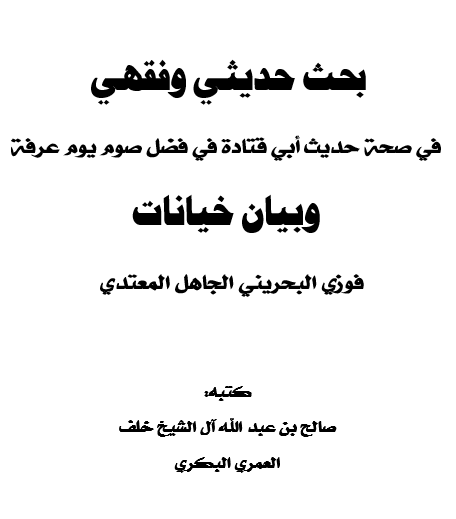 بحث حديثي وفقهي
في صحة حديث أبي قتادة في فضل صوم يوم عرفة
وبيان خيانات
فوزي البحريني الجاهل المعتدي
كتبه:
صالح بن عبد الله آل الشيخ خلف
العمري البكري